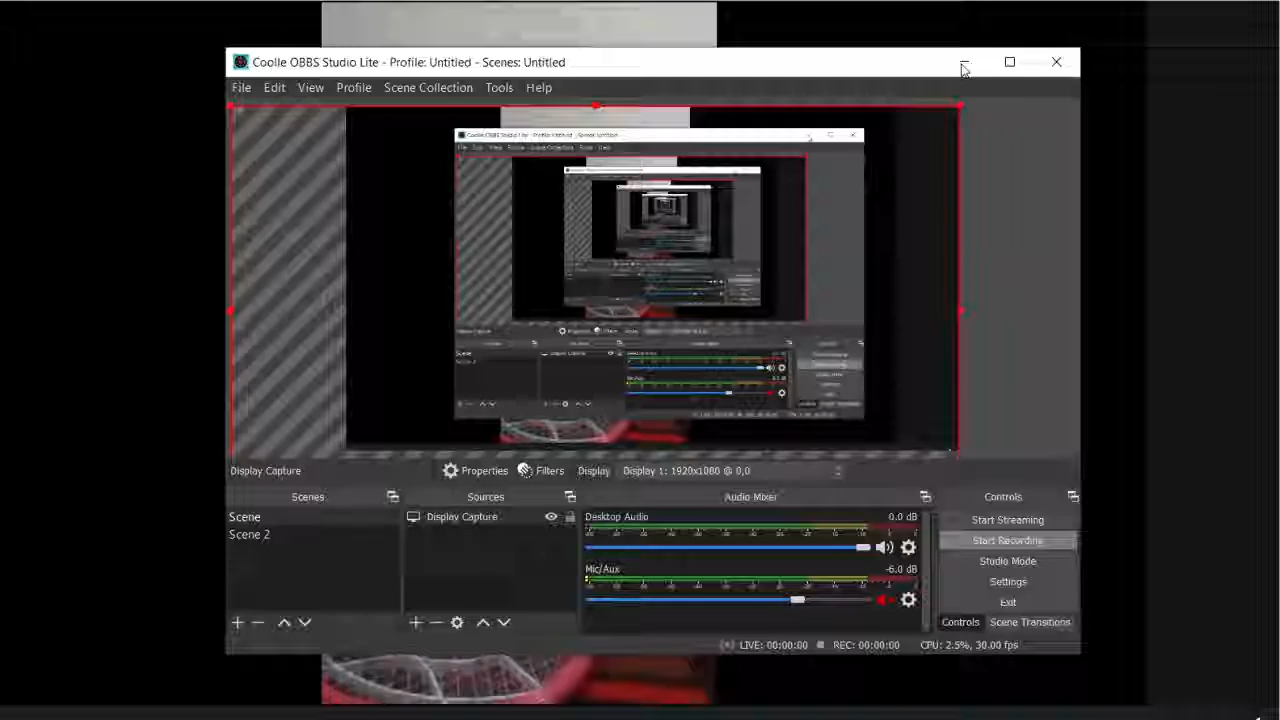 Coolle OBBS Studio Lite - Profile: Untitled - Scenes: Untitled
File Edit View Profile Scene Collection Tools Help
Display Capture Properties Filters Display Display 1: 1920x1080 @ 0,0
Scenes Sources Audio Mixer Controls
Scene Display Capture Desktop Audio 0.0 dB Start Streaming
Scene 2 Start Recording
Mic/Aux -6.0 dB Studio Mode
Settings
Exit
Controls Scene Transitions
LIVE: 00:00:00 REC: 00:00:00 CPU: 2.5%, 30.00 fps